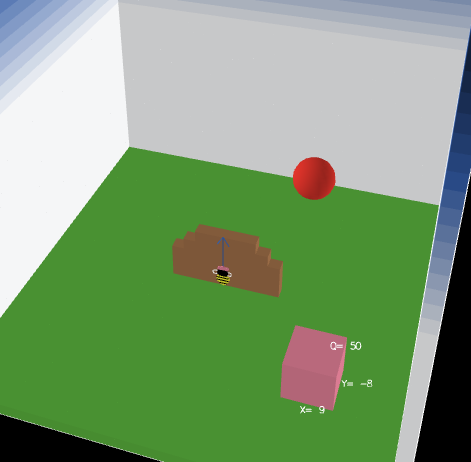 Q= 50
Y= -8
X= 9